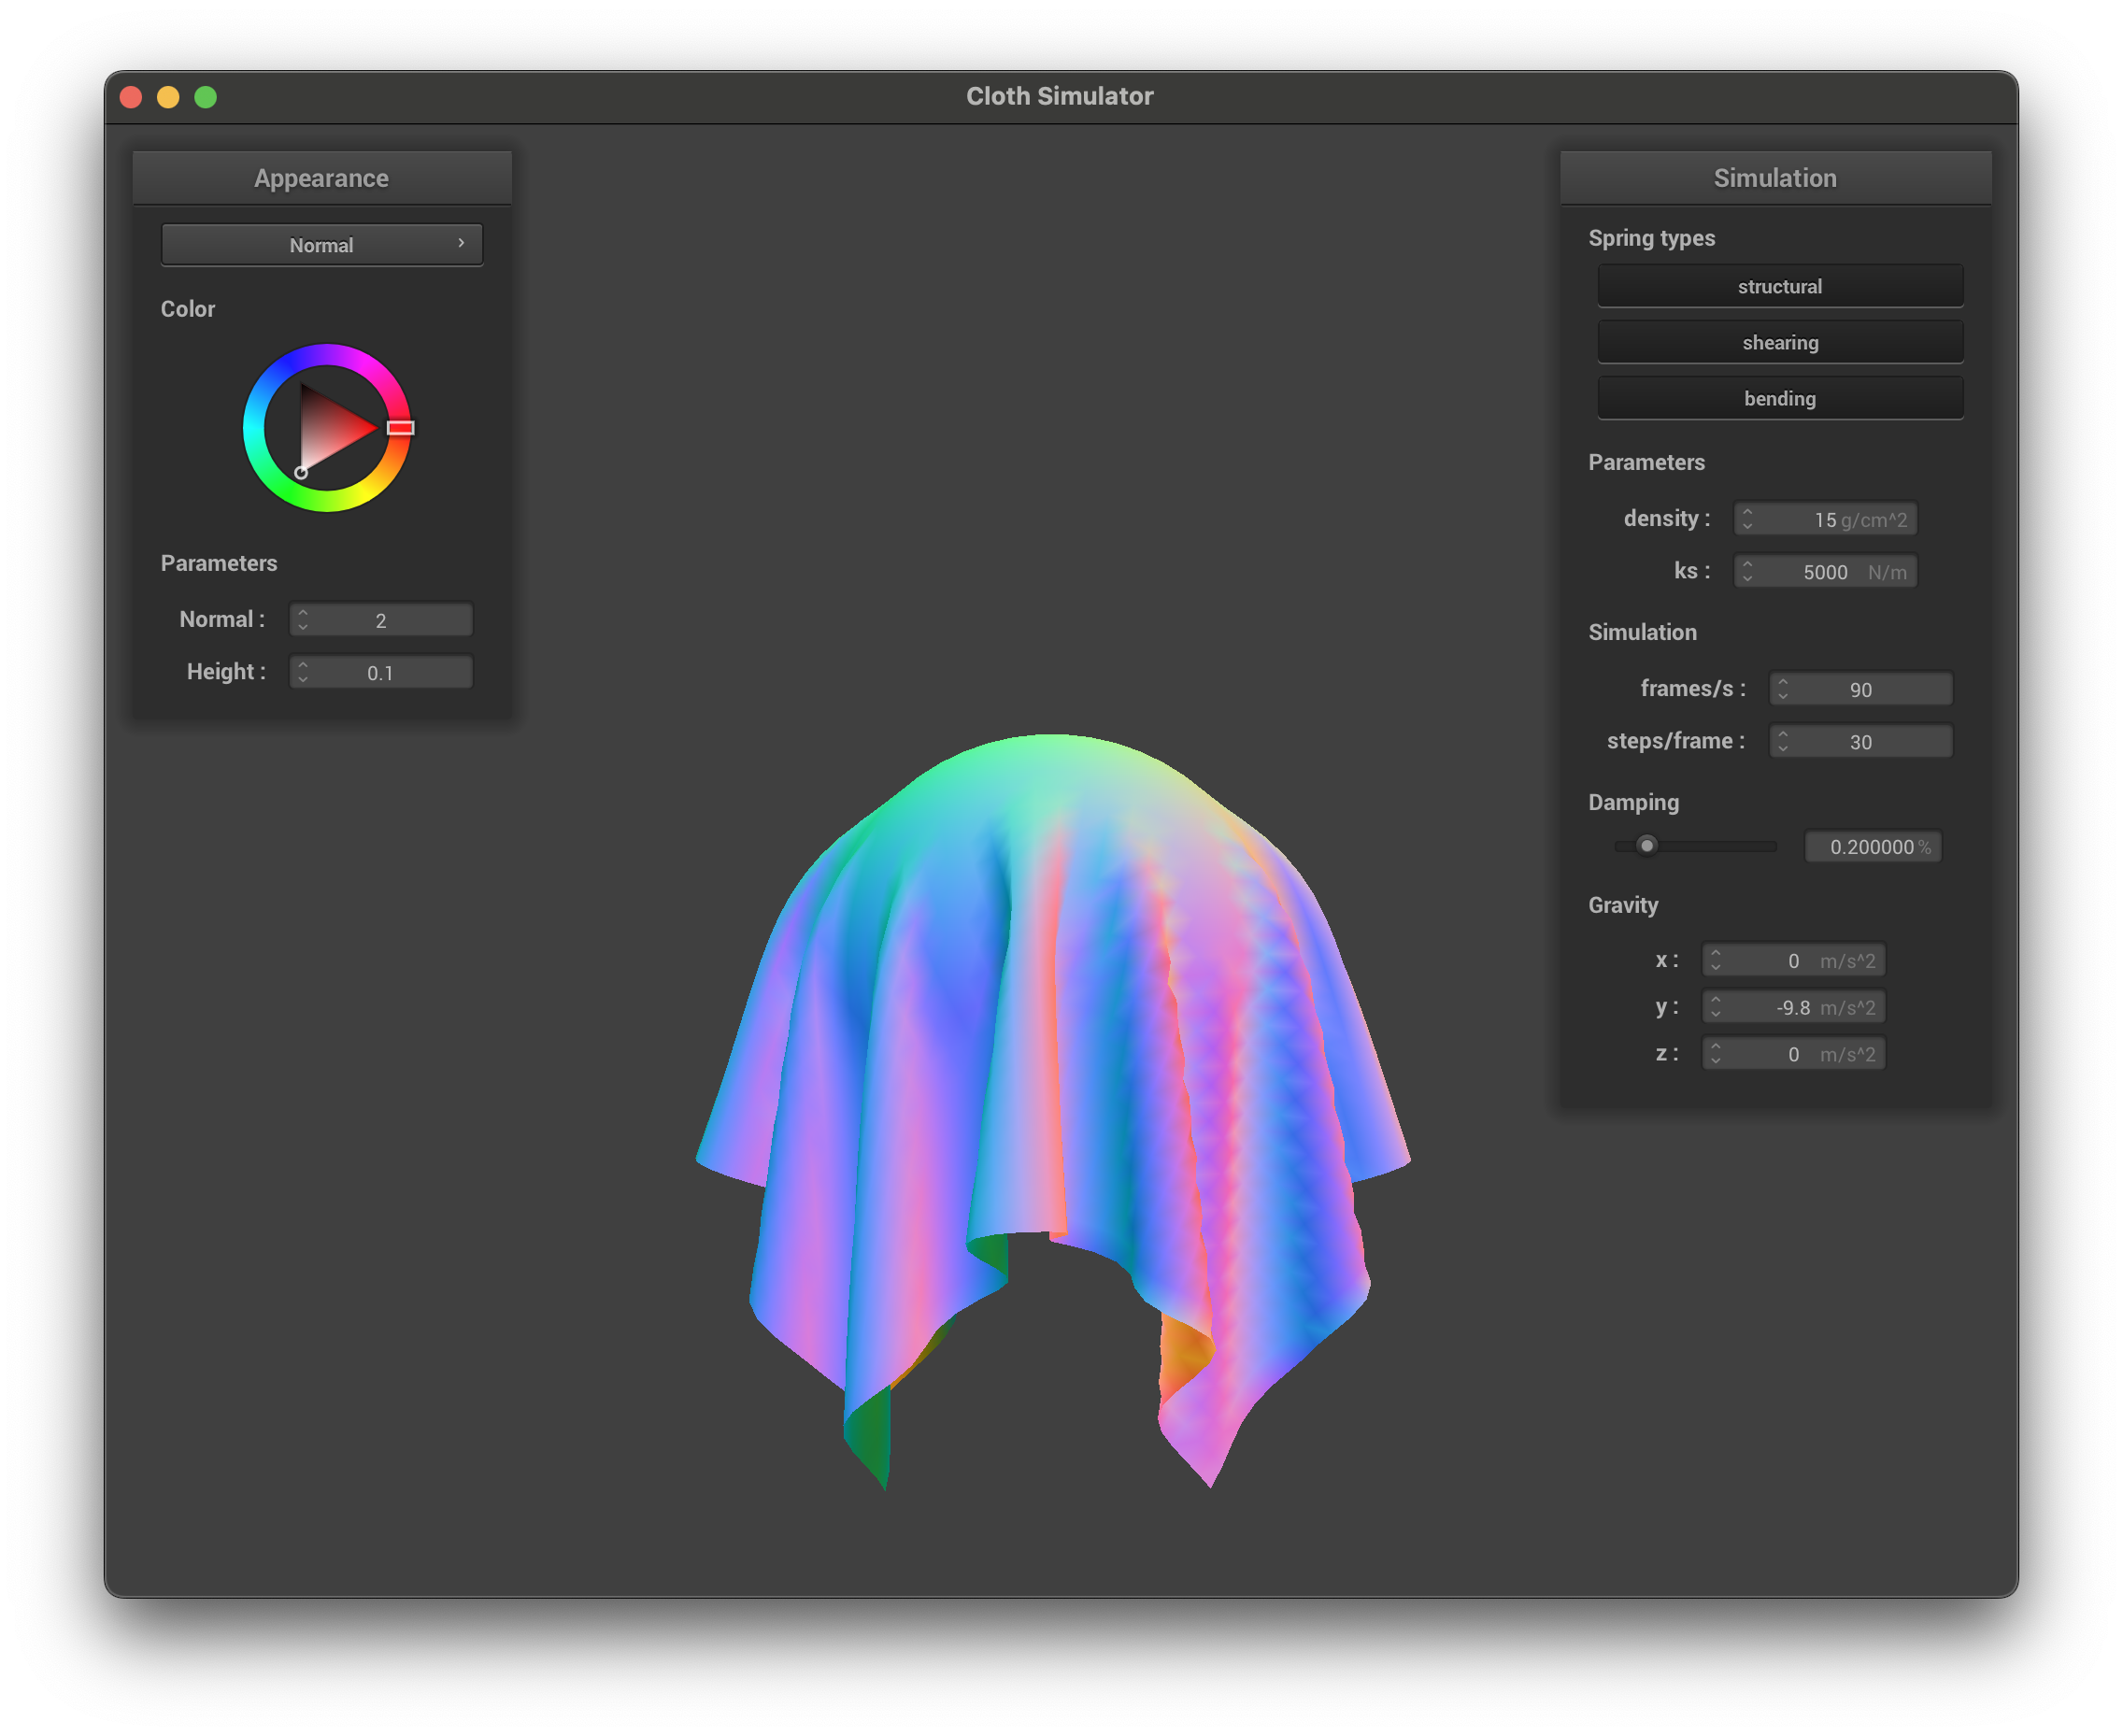 Cloth Simulator
Appearance
Normal
Color
Parameters
Normal : 2
Height : 0.1
Simulation
Spring types
structural
shearing
bending
Parameters
density : 15 g/cm^2
ks : 5000 N/m
Simulation
frames/s : 90
steps/frame : 30
Damping
0.200000 %
Gravity
x : 0 m/s^2
y : -9.8 m/s^2
z : 0 m/s^2